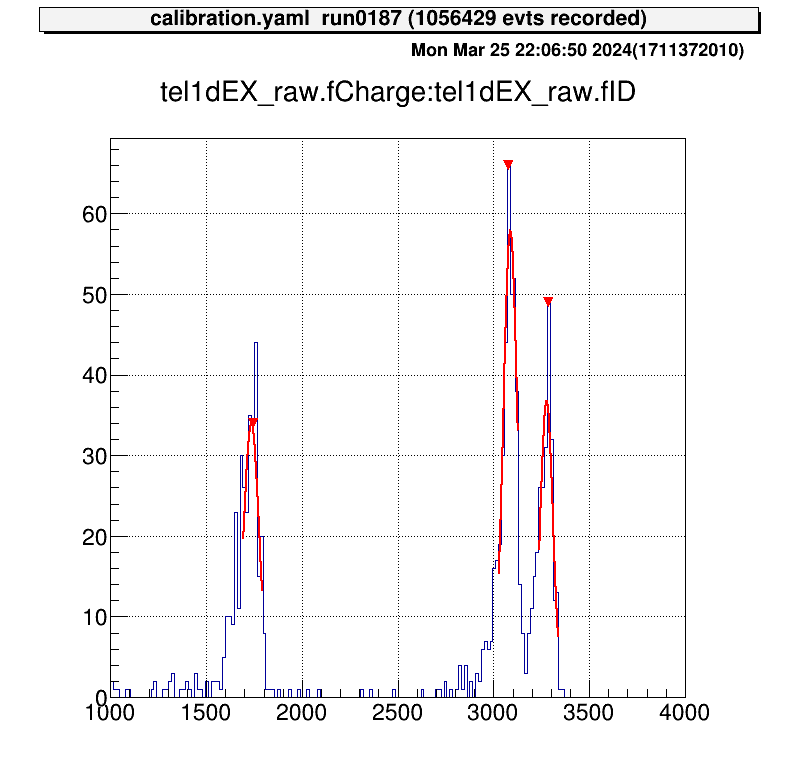 calibration.yaml run0187 (1056429 evts recorded)
Mon Mar 25 22:06:50 2024(1711372010)
tel1dEX_raw.fCharge:tel1dEX_raw.fID
60
50
40
30
20
10
0
1000 1500 2000 2500 3000 3500 4000